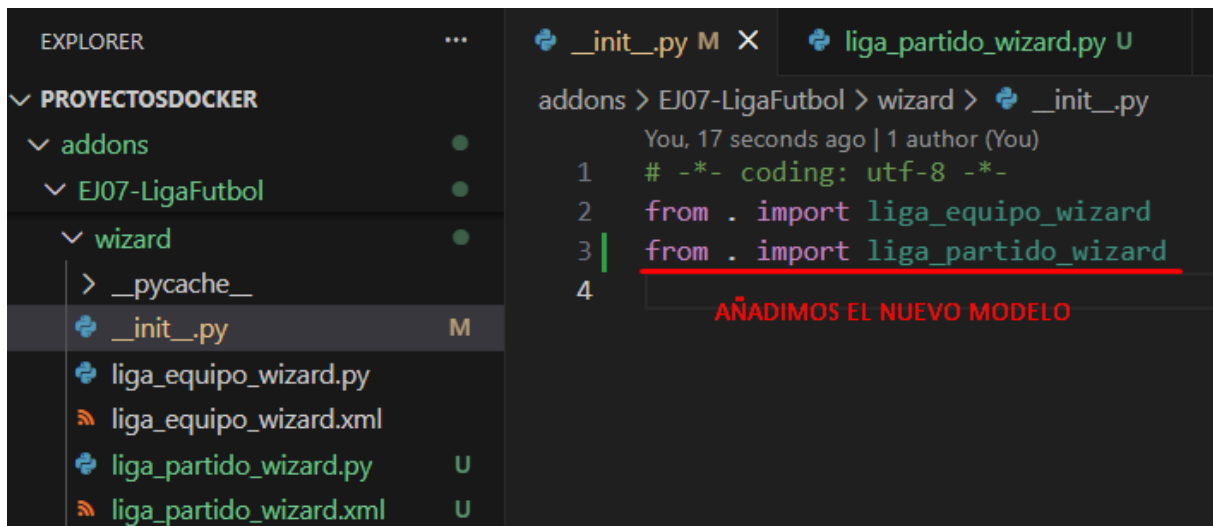 EXPLORER ...
PROYECTOSDOCKER
addons
EJ07-LigaFutbol
wizard
__pycache__
__init__.py M
liga_equipo_wizard.py
liga_equipo_wizard.xml
liga_partido_wizard.py U
liga_partido_wizard.xml U
__init__.py M X liga_partido_wizard.py U
addons > EJ07-LigaFutbol > wizard > __init__.py
You, 17 seconds ago | 1 author (You)
1 # -*- coding: utf-8 -*-
2 from . import liga_equipo_wizard
3 from . import liga_partido_wizard
4
AÑADIMOS EL NUEVO MODELO